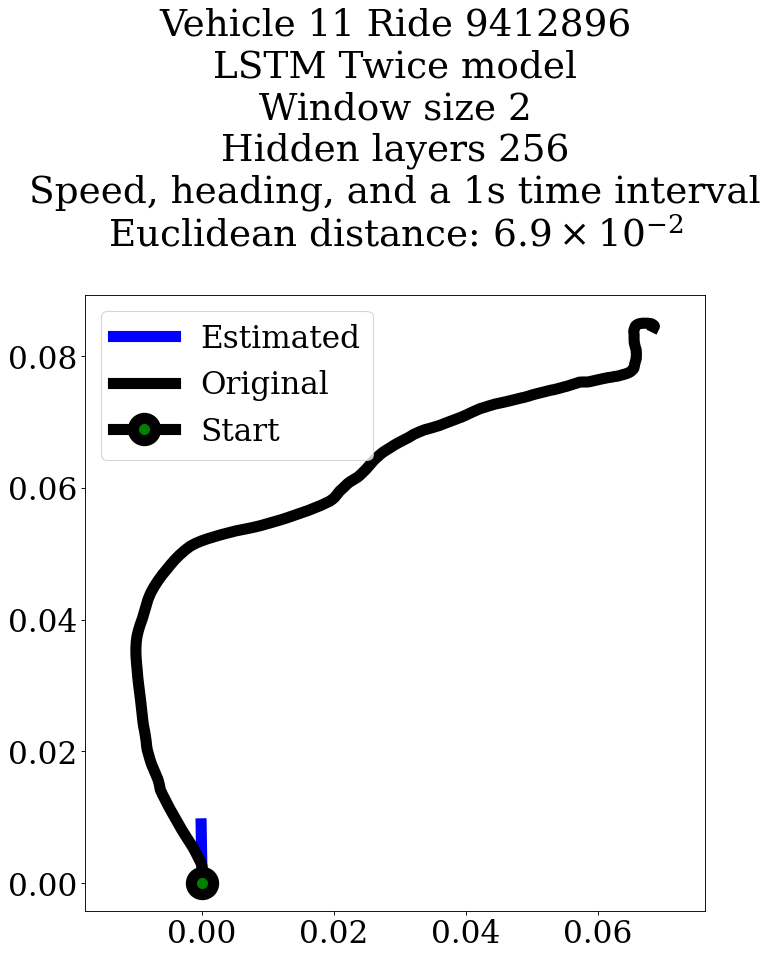 Vehicle 11 Ride 9412896
LSTM Twice model
Window size 2
Hidden layers 256
Speed, heading, and a 1s time interval
Euclidean distance: 6.9 × 10⁻²
Estimated
Original
Start
0.08
0.06
0.04
0.02
0.00
0.00 0.02 0.04 0.06